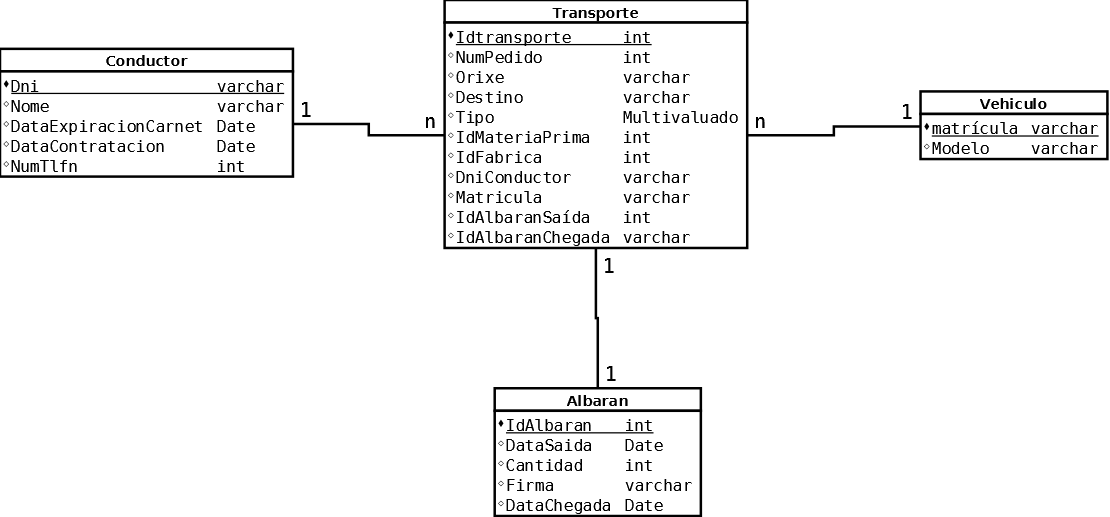 Transporte
Idtransporte int
NumPedido int
Orixe varchar
Destino varchar
Tipo Multivaluado
IdMateriaPrima int
IdFabrica int
DniConductor varchar
Matricula varchar
IdAlbaranSaída int
IdAlbaranChegada varchar
Conductor
Dni varchar
Nome varchar
DataExpiracionCarnet Date
DataContratacion Date
NumTlfn int
1
n
n
1
Vehiculo
matrícula varchar
Modelo varchar
1
1
Albaran
IdAlbaran int
DataSaida Date
Cantidad int
Firma varchar
DataChegada Date